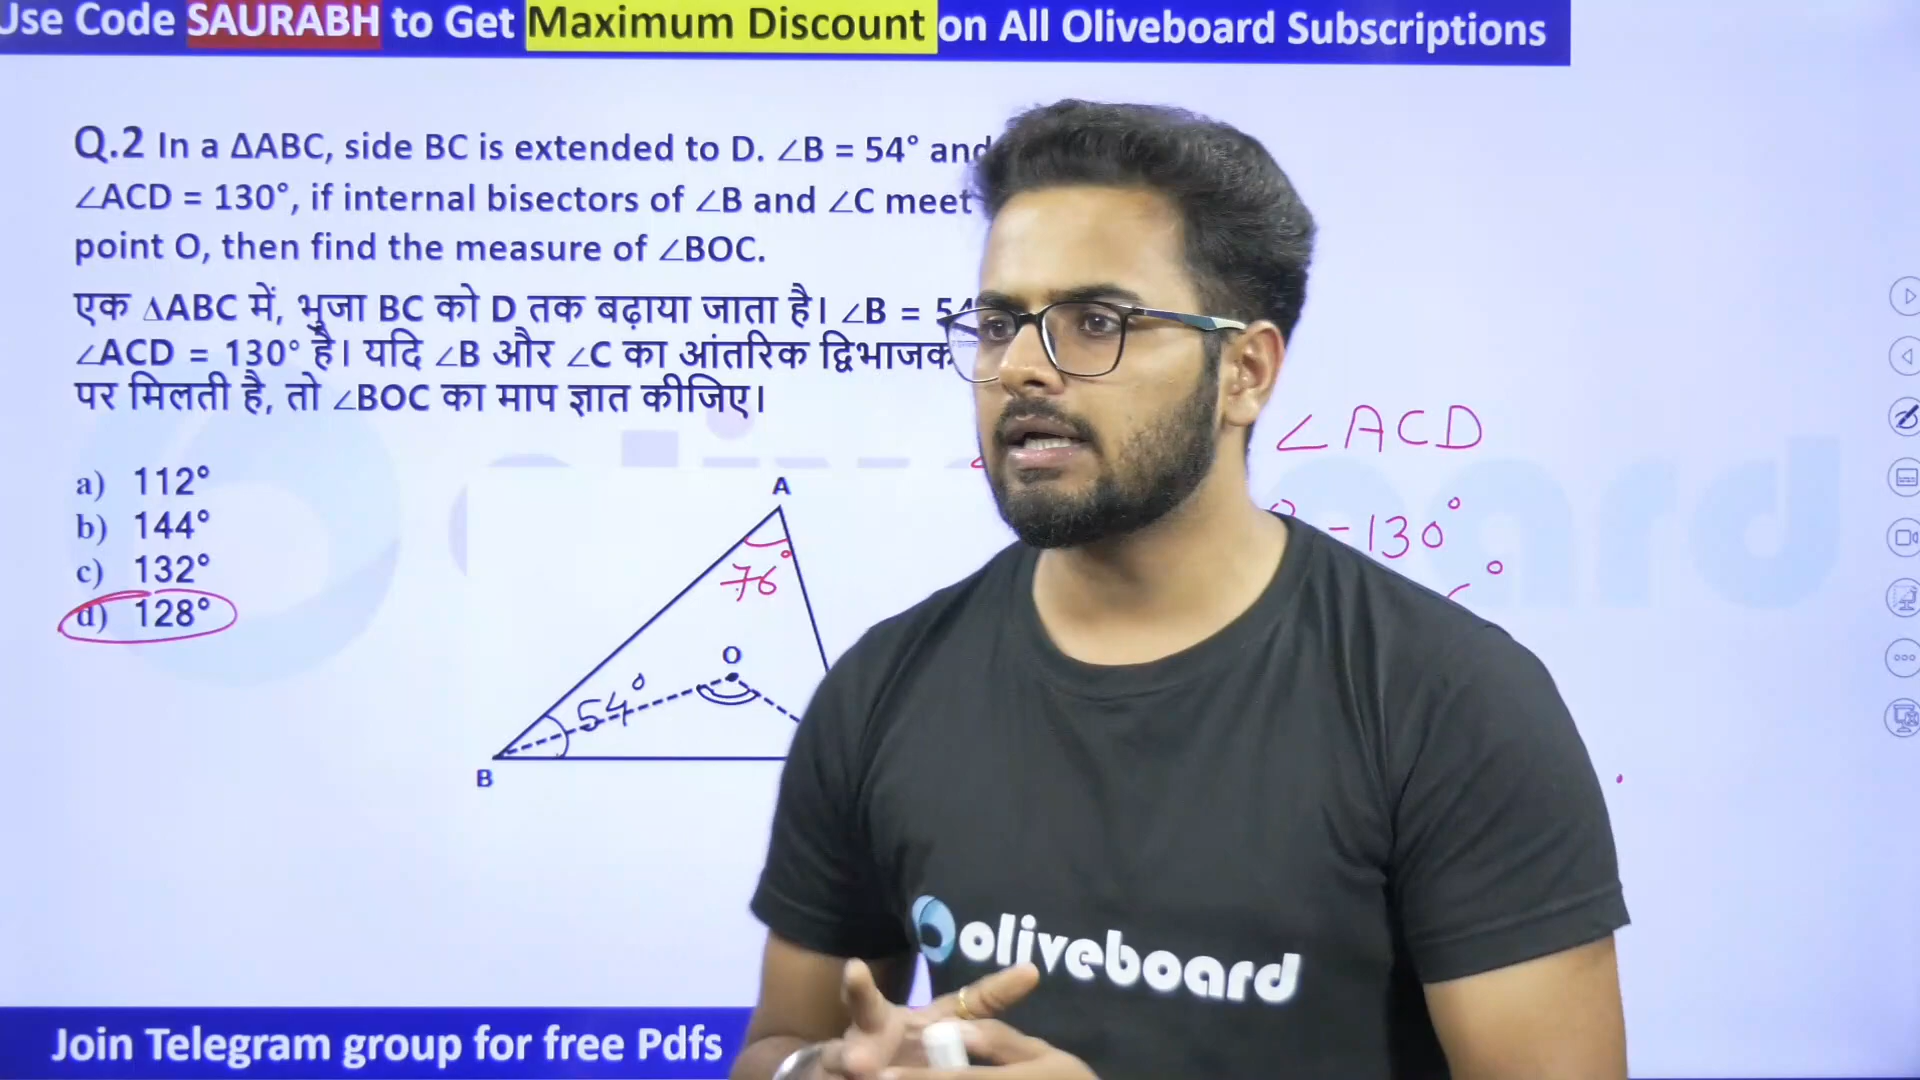 Use Code SAURABH to Get Maximum Discount on All Oliveboard Subscriptions
Q.2 In a ΔABC, side BC is extended to D. ∠B = 54° and
∠ACD = 130°, if internal bisectors of ∠B and ∠C meet
point O, then find the measure of ∠BOC.
एक ΔABC में, भुजा BC को D तक बढ़ाया जाता है। ∠B = 54
∠ACD = 130° है। यदि ∠B और ∠C का आंतरिक द्विभाजक
पर मिलती है, तो ∠BOC का माप ज्ञात कीजिए।
a) 112°
b) 144°
c) 132°
d) 128°
A
76°
O
54°
B
∠ACD
-130°
oliveboard
Join Telegram group for free Pdfs